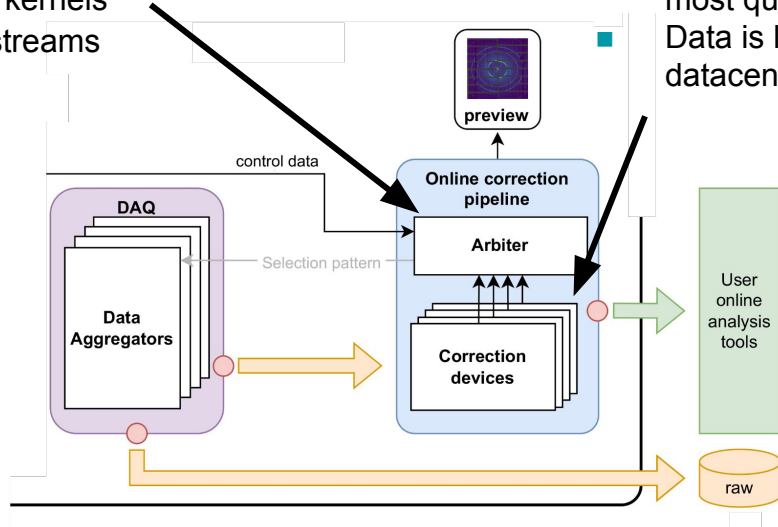 kernels
streams
most qu
Data is
datacen
preview
control data
Online correction
pipeline
DAQ
Arbiter
Selection pattern
Data
Aggregators
Correction
devices
User
online
analysis
tools
raw